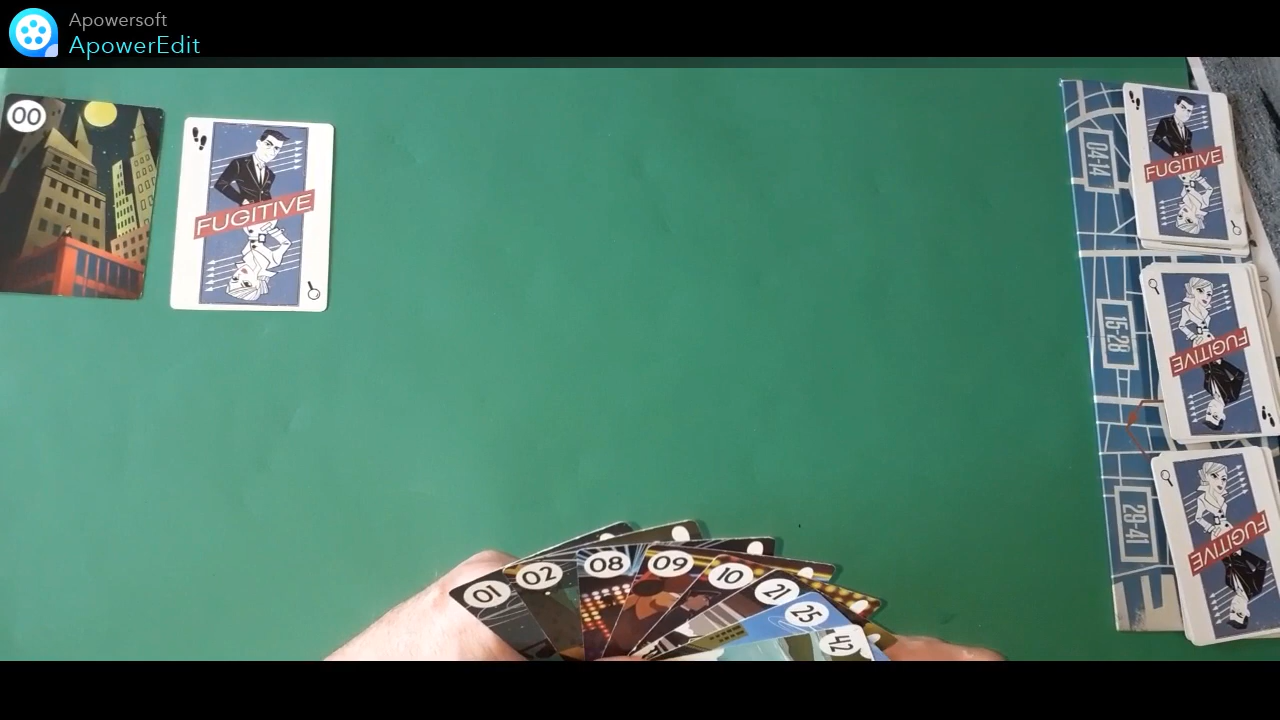 Apowersoft
ApowerEdit
00
FUGITIVE
04-14
FUGITIVE
15-28
FUGITIVE
29-41
FUGITIVE
01
02
08
09
10
21
25
42